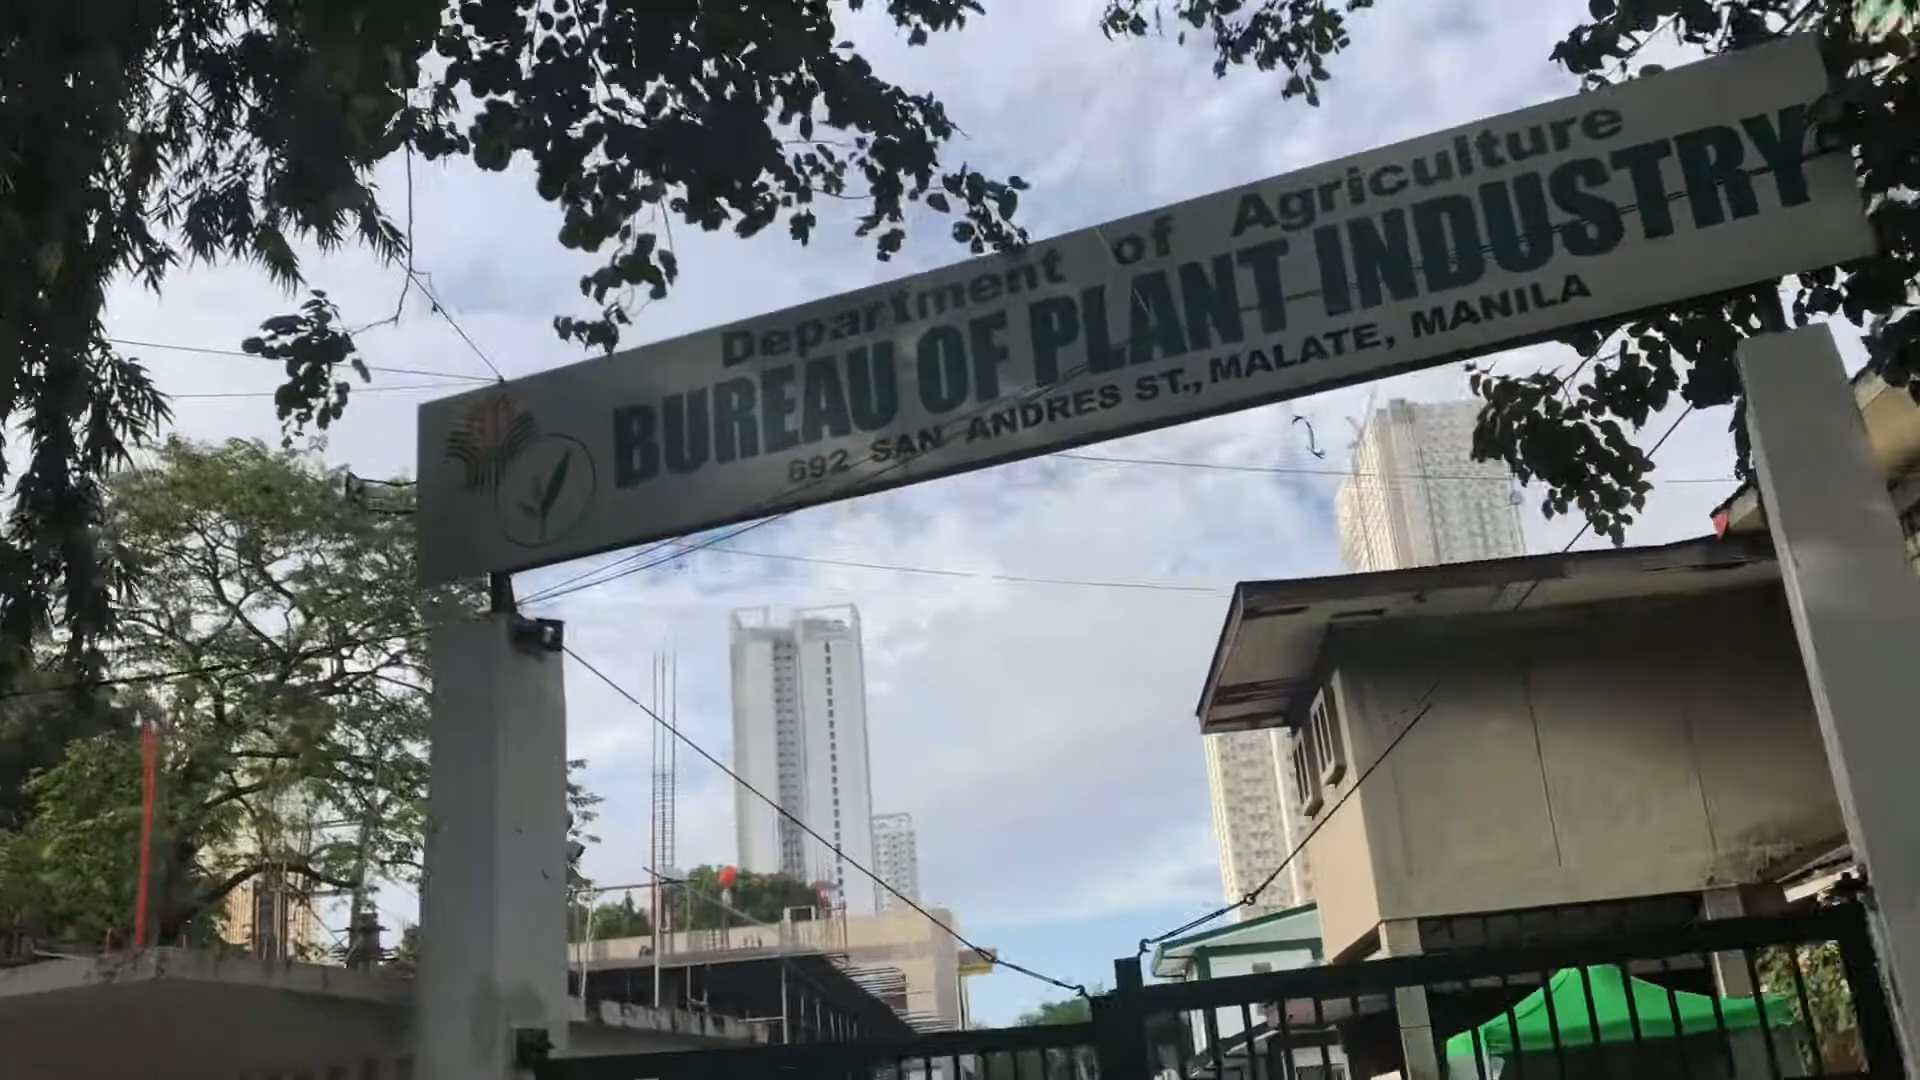 Department of Agriculture
BUREAU OF PLANT INDUSTRY
692 SAN ANDRES ST., MALATE, MANILA